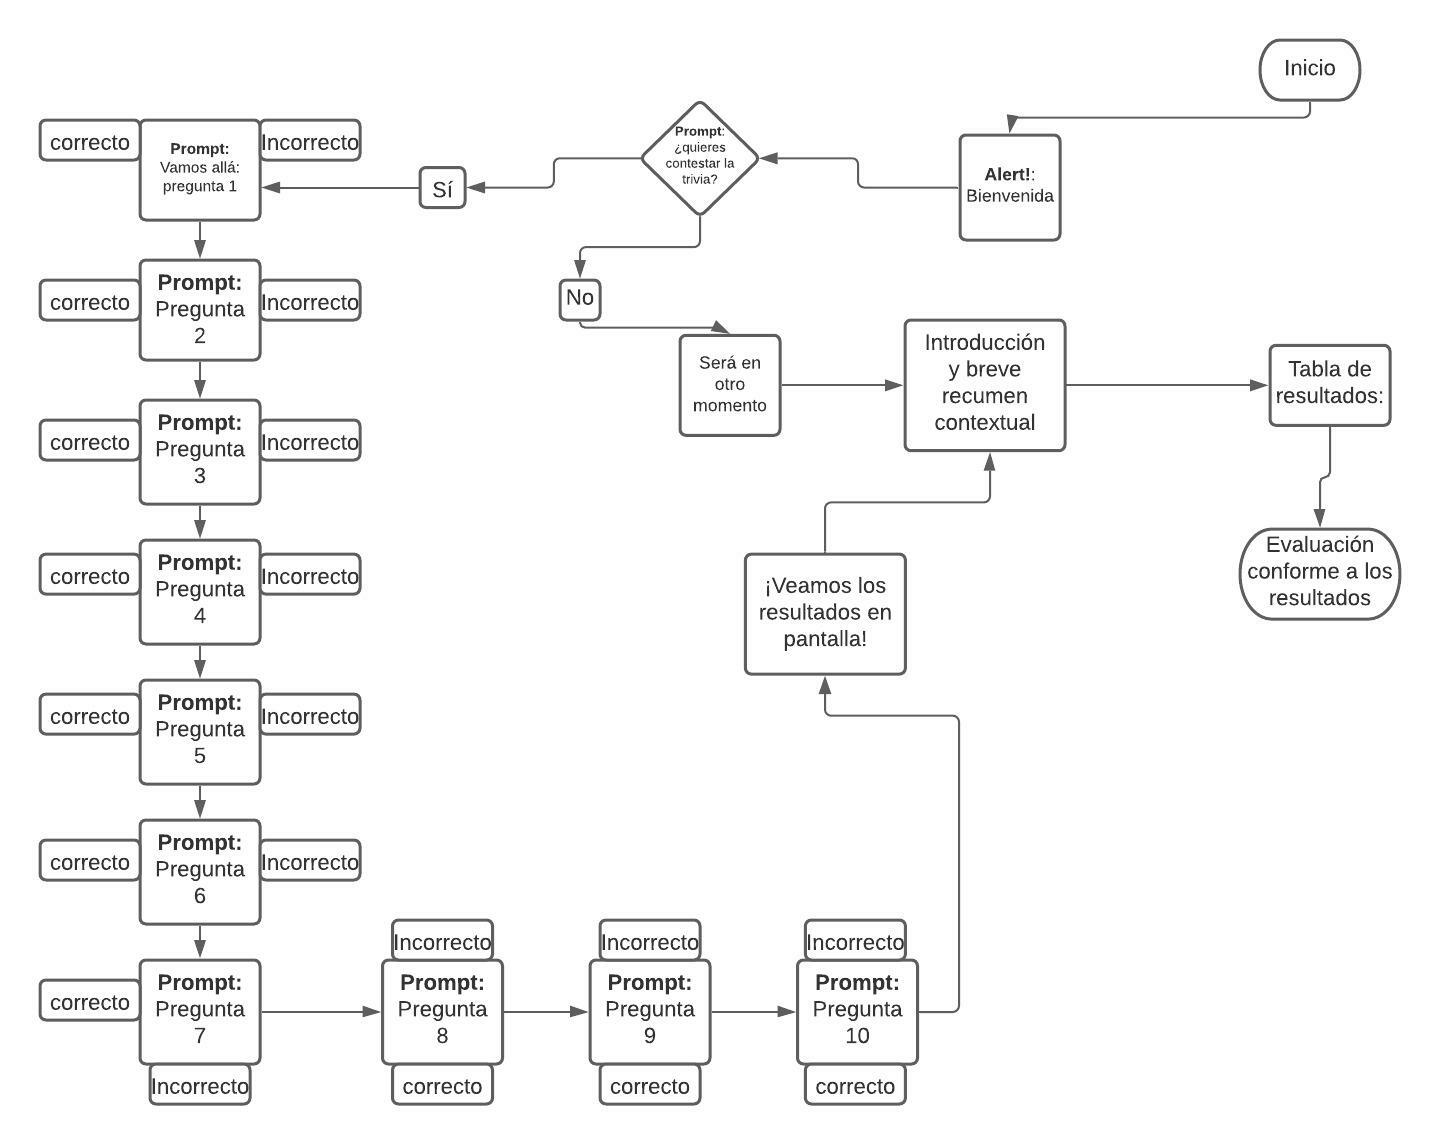 Inicio
Alert!:
Bienvenida
Prompt:
¿quieres
contestar la
trivia?
Sí
correcto
Prompt:
Vamos allá:
pregunta 1
Incorrecto
No
Será en
otro
momento
Introducción
y breve
recumen
contextual
Tabla de
resultados:
Evaluación
conforme a los
resultados
correcto
Prompt:
Pregunta
2
Incorrecto
correcto
Prompt:
Pregunta
3
Incorrecto
correcto
Prompt:
Pregunta
4
Incorrecto
¡Veamos los
resultados en
pantalla!
correcto
Prompt:
Pregunta
5
Incorrecto
correcto
Prompt:
Pregunta
6
Incorrecto
correcto
Prompt:
Pregunta
7
Incorrecto
Incorrecto
Prompt:
Pregunta
8
correcto
Incorrecto
Prompt:
Pregunta
9
correcto
Incorrecto
Prompt:
Pregunta
10
correcto